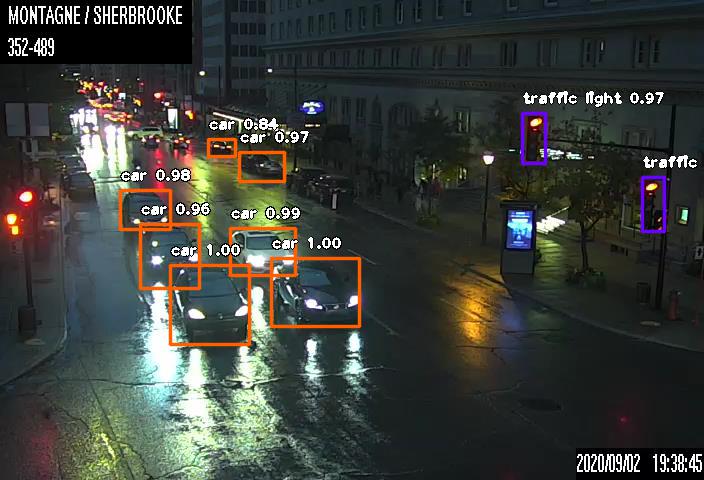 MONTAGNE / SHERBROOKE
352-489
traffic light 0.97
car 0.84
car 0.97
traffic
car 0.98
car 0.96
car 0.99
car 1.00
car 1.00
2020/09/02 19:38:45